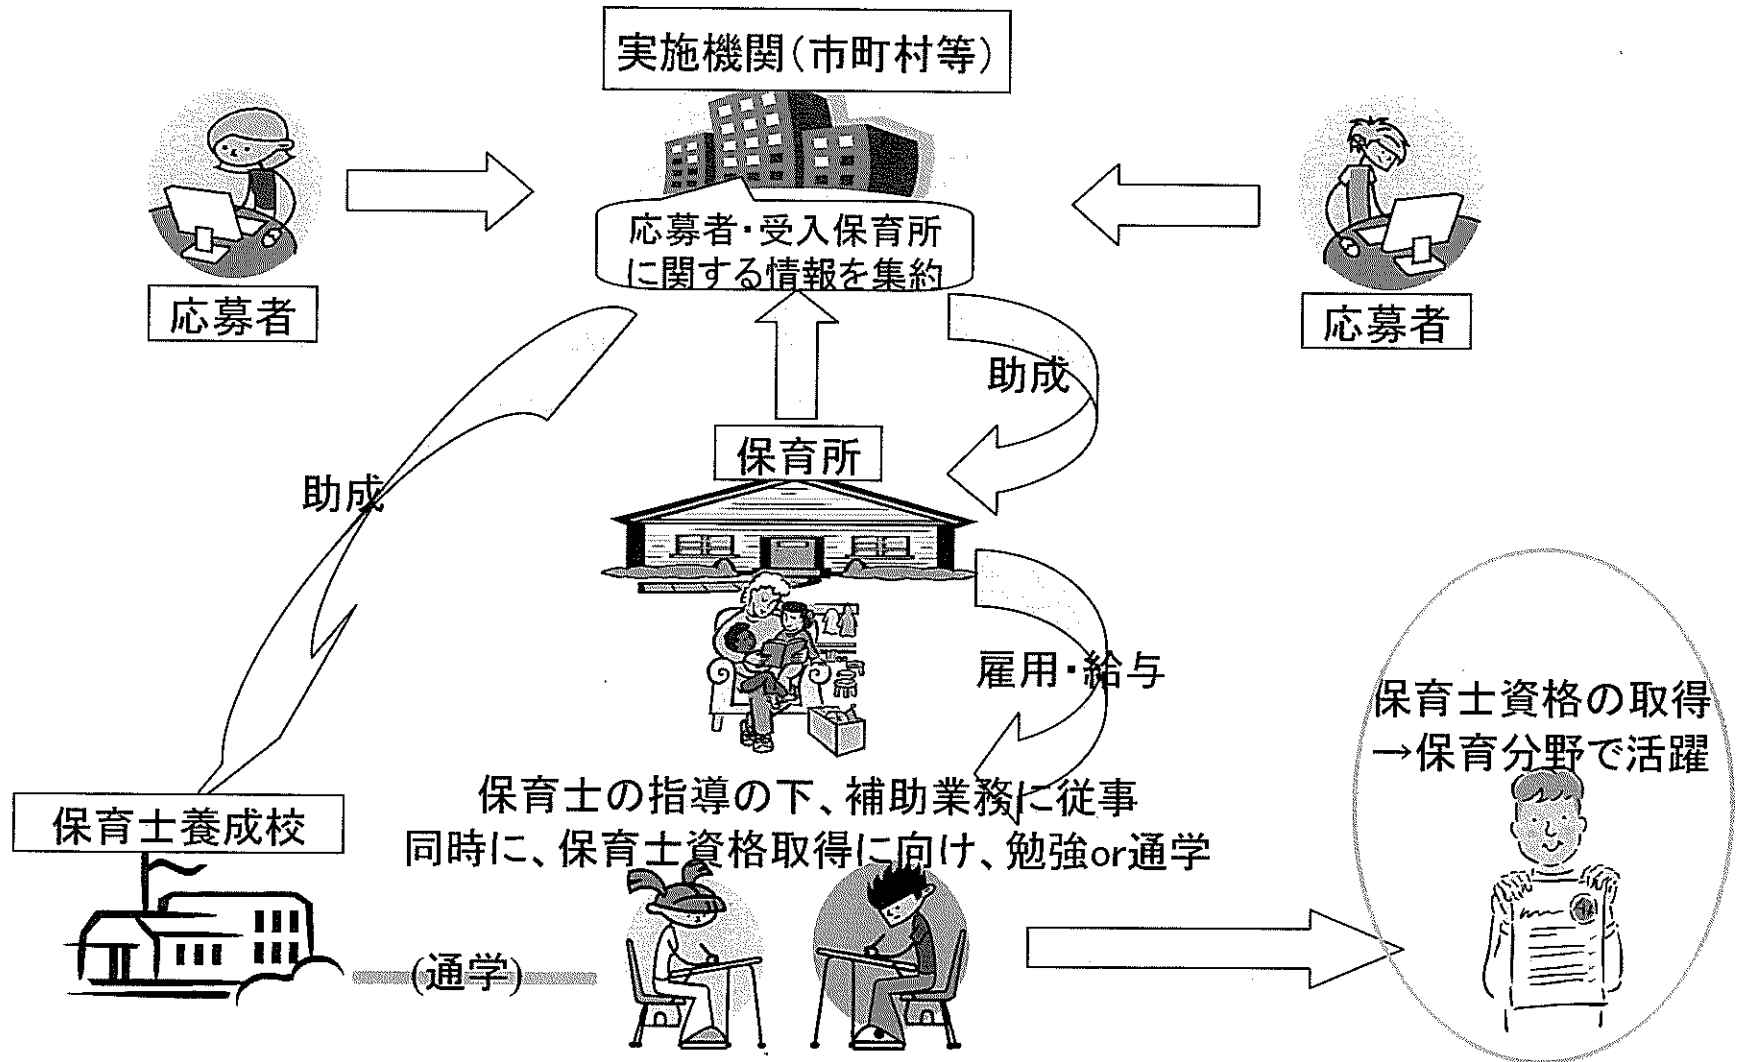 実施機関(市町村等)
応募者・受入保育所
に関する情報を集約
応募者
応募者
助成
保育所
助成
雇用・給与
保育士資格の取得
→保育分野で活躍
保育士の指導の下、補助業務に従事
同時に、保育士資格取得に向け、勉強or通学
保育士養成校
(通学)